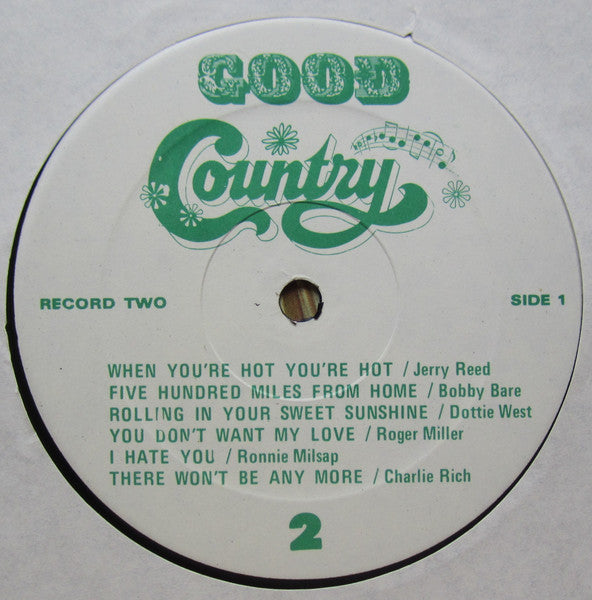 GOOD
Country
RECORD TWO
SIDE 1
WHEN YOU'RE HOT YOU'RE HOT / Jerry Reed
FIVE HUNDRED MILES FROM HOME / Bobby Bare
ROLLING IN YOUR SWEET SUNSHINE / Dottie West
YOU DON'T WANT MY LOVE / Roger Miller
I HATE YOU / Ronnie Milsap
THERE WON'T BE ANY MORE / Charlie Rich
2